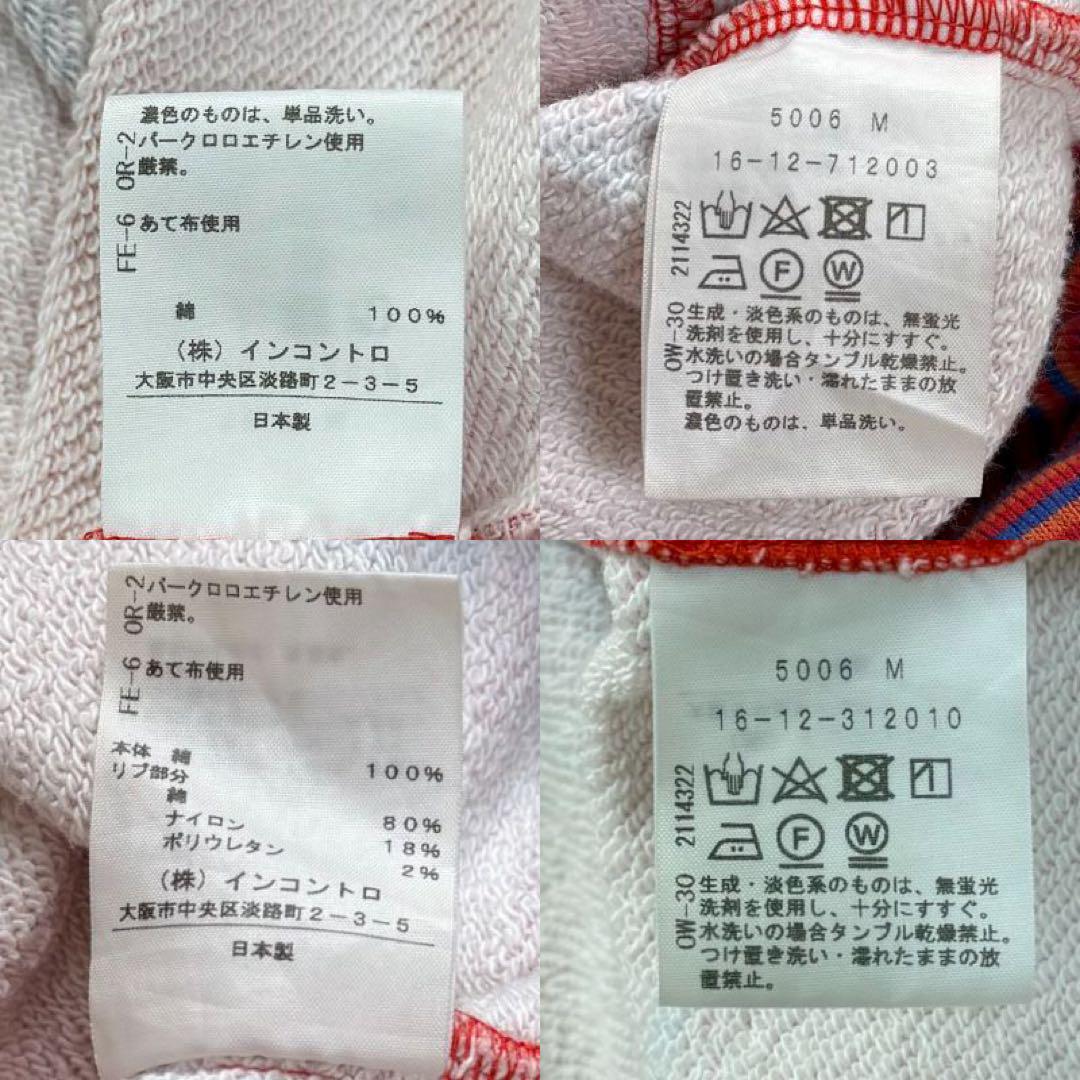 濃色のものは、単品洗い。
OR-2 パークロロエチレン使用
厳禁。
FE-6 あて布使用
綿 100%
(株)インコントロ
大阪市中央区淡路町2-3-5
日本製
5006 M
16-12-712003
2114322
F
W
OW-30 生成・淡色系のものは、無蛍光
洗剤を使用し、十分にすすぐ。
水洗いの場合タンブル乾燥禁止。
つけ置き洗い・濡れたままの放
置禁止。
濃色のものは、単品洗い。
OR-2 パークロロエチレン使用
厳禁。
FE-6 あて布使用
本体 綿 100%
リブ部分
綿 80%
ナイロン 18%
ポリウレタン 2%
(株)インコントロ
大阪市中央区淡路町2-3-5
日本製
5006 M
16-12-312010
2114322
F
W
OW-30 生成・淡色系のものは、無蛍光
洗剤を使用し、十分にすすぐ。
水洗いの場合タンブル乾燥禁止。
つけ置き洗い・濡れたままの放
置禁止。